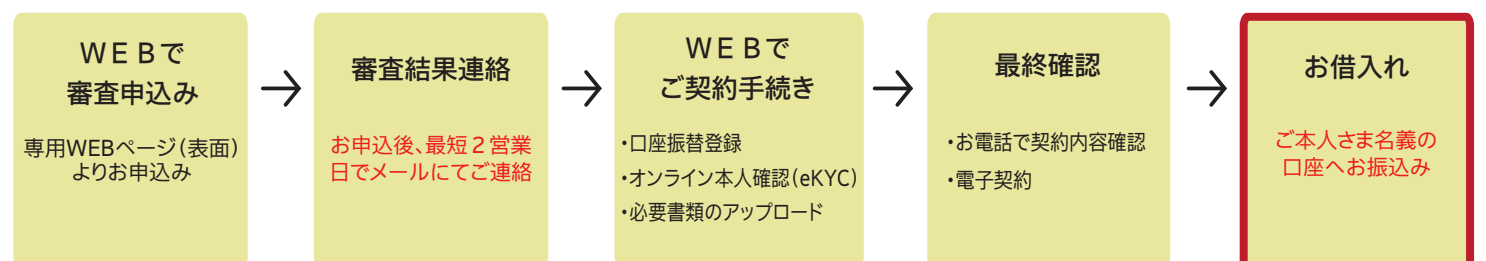 WEBで
審査申込み
専用WEBページ(表面)
よりお申込み
→
審査結果連絡
お申込後、最短2営業
日でメールにてご連絡
→
WEBで
ご契約手続き
・口座振替登録
・オンライン本人確認(eKYC)
・必要書類のアップロード
→
最終確認
・お電話で契約内容確認
・電子契約
→
お借入れ
ご本人さま名義の
口座へお振込み